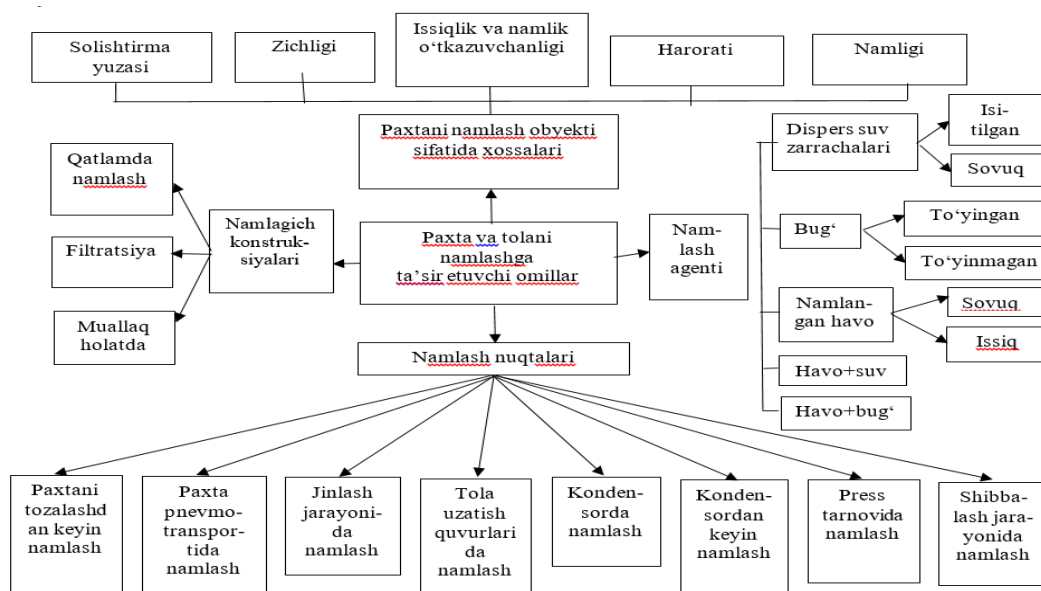 Solishtirma
yuzasi
Zichligi
Issiqlik va namlik
o‘tkazuvchanligi
Harorati
Namligi
Paxtani namlash obyekti
sifatida xossalari
Dispers suv
zarrachalari
Isi-
tilgan
Sovuq
Qatlamda
namlash
Filtratsiya
Muallaq
holatda
Namlagich
konstruk-
siyalari
Paxta va tolani
namlashga
ta’sir etuvchi omillar
Nam-
lash
agenti
Bug‘
To‘yingan
To‘yinmagan
Namlan-
gan havo
Sovuq
Issiq
Havo+suv
Havo+bug‘
Namlash nuqtalari
Paxtani
tozalashd
an keyin
namlash
Paxta
pnevmo-
transpor-
tida
namlash
Jinlash
jarayoni-
da
namlash
Tola
uzatish
quvurlari
da
namlash
Konden-
sorda
namlash
Konden-
sordan
keyin
namlash
Press
tarnovida
namlash
Shibba-
lash jara-
yonida
namlash